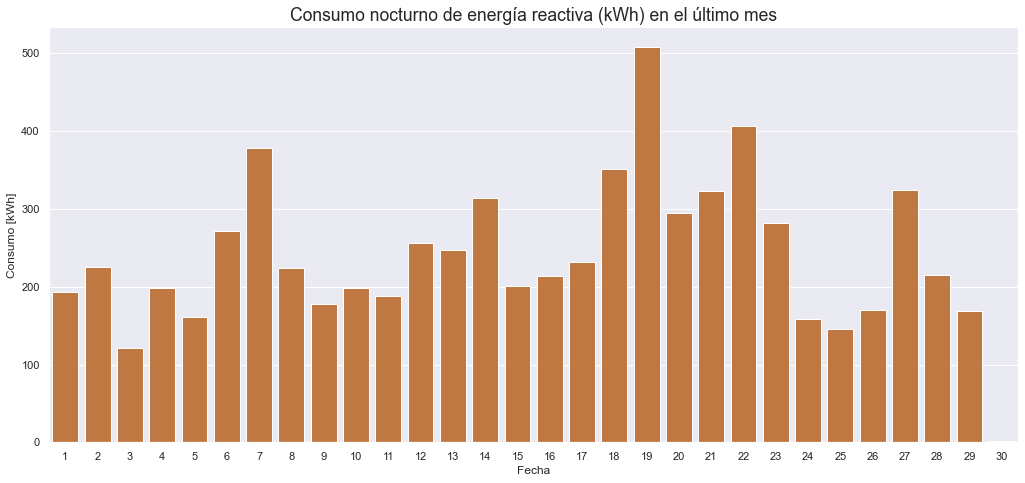 Consumo nocturno de energía reactiva (kWh) en el último mes
Consumo [kWh]
500
400
300
200
100
0
1 2 3 4 5 6 7 8 9 10 11 12 13 14 15 16 17 18 19 20 21 22 23 24 25 26 27 28 29 30
Fecha